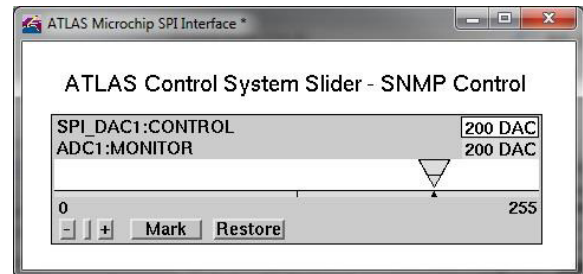 ATLAS Microchip SPI Interface *
ATLAS Control System Slider - SNMP Control
SPI_DAC1:CONTROL 200 DAC
ADC1:MONITOR 200 DAC
0 255
- + Mark Restore